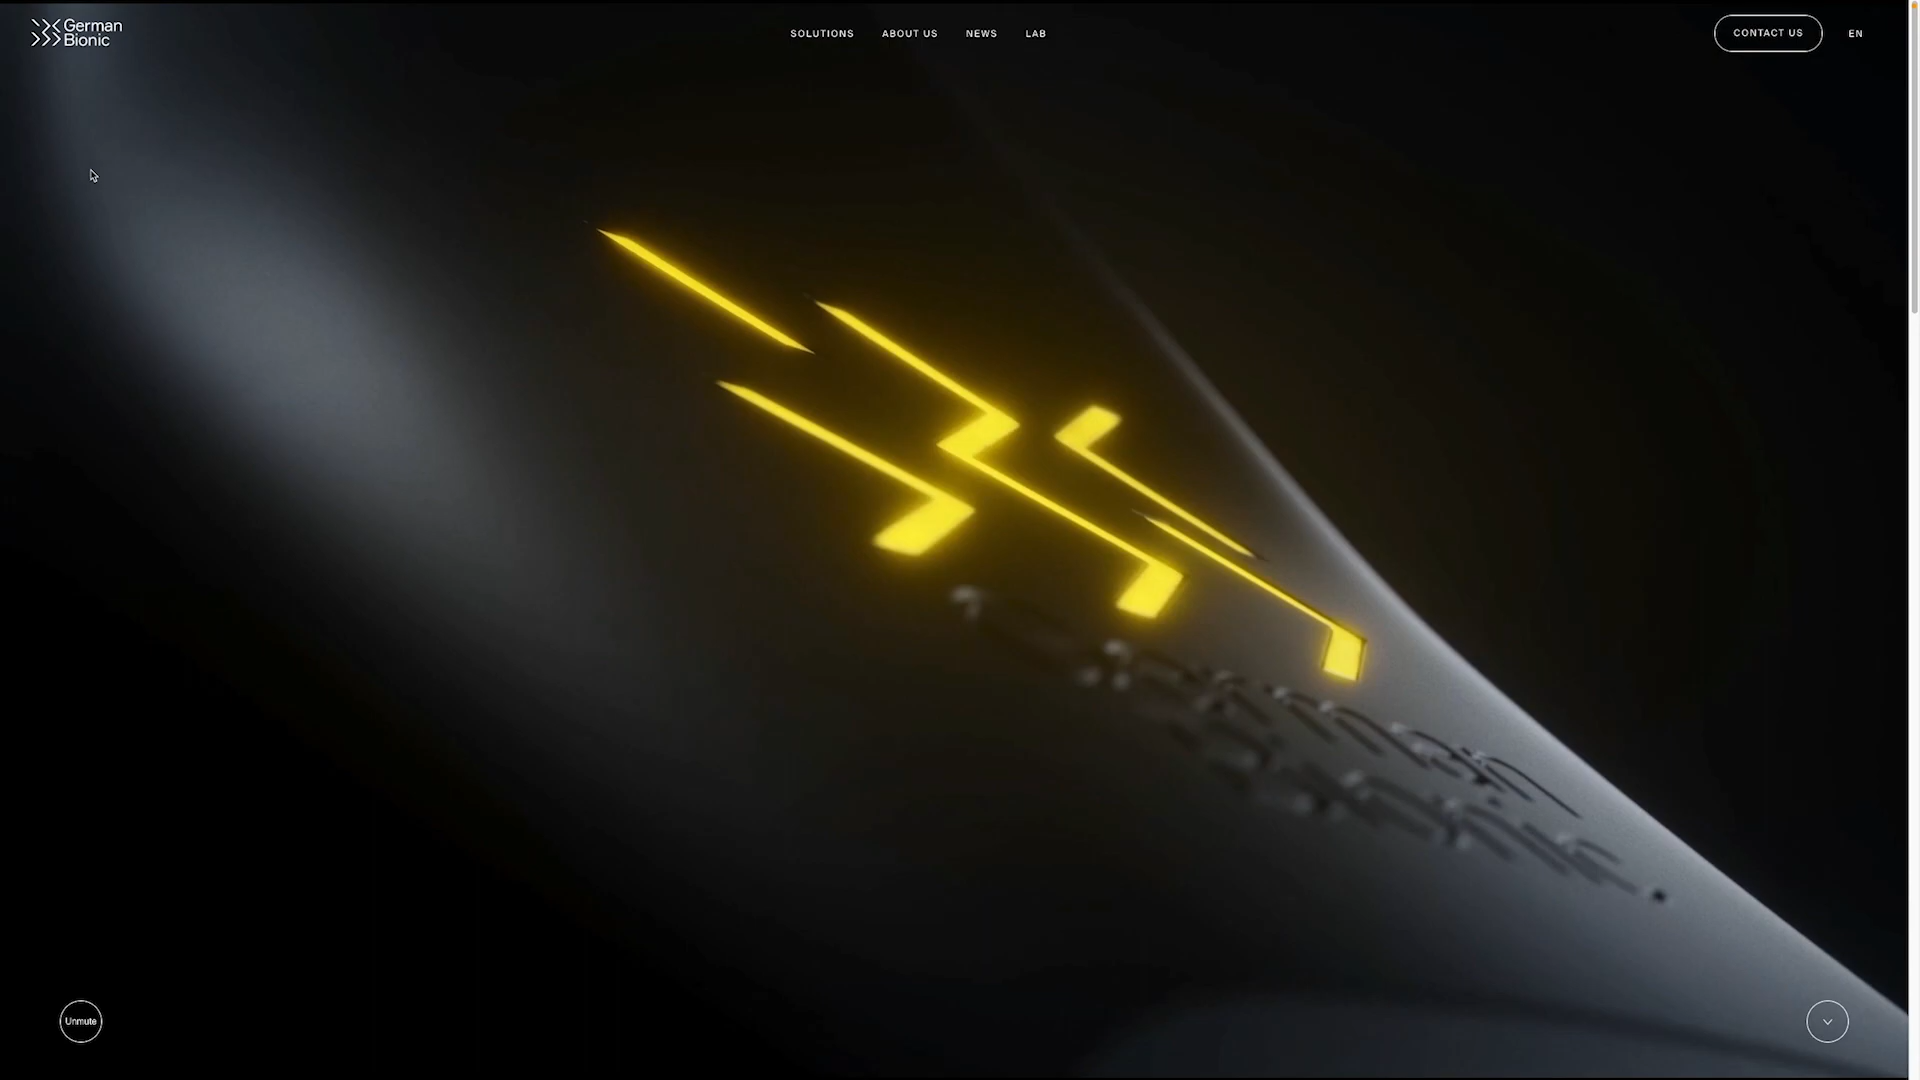 German
Bionic
SOLUTIONS
ABOUT US
NEWS
LAB
CONTACT US
EN
Unmute